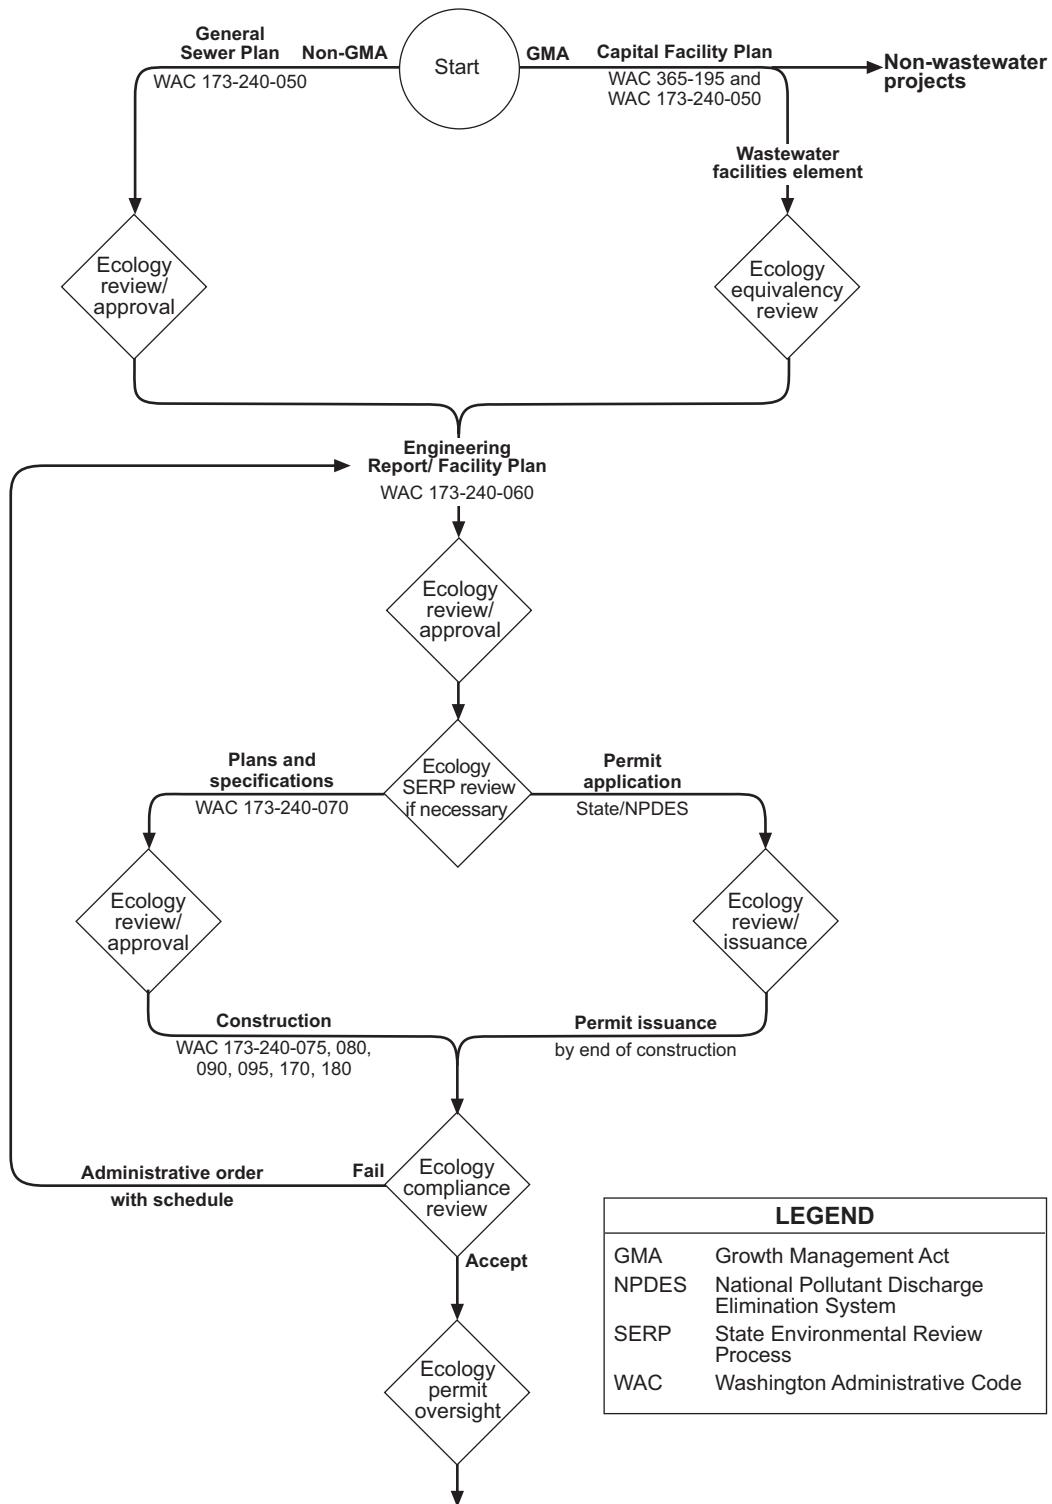 General
Sewer Plan
Non-GMA
WAC 173-240-050
Start
GMA
Capital Facility Plan
WAC 365-195 and
WAC 173-240-050
Non-wastewater
projects
Wastewater
facilities element
Ecology
review/
approval
Ecology
equivalency
review
Engineering
Report/ Facility Plan
WAC 173-240-060
Ecology
review/
approval
Ecology
SERP review
if necessary
Plans and
specifications
WAC 173-240-070
Permit
application
State/NPDES
Ecology
review/
approval
Ecology
review/
issuance
Construction
WAC 173-240-075, 080,
090, 095, 170, 180
Permit issuance
by end of construction
Ecology
compliance
review
Fail
Administrative order
with schedule
Accept
Ecology
permit
oversight
LEGEND
GMA Growth Management Act
NPDES National Pollutant Discharge
Elimination System
SERP State Environmental Review
Process
WAC Washington Administrative Code